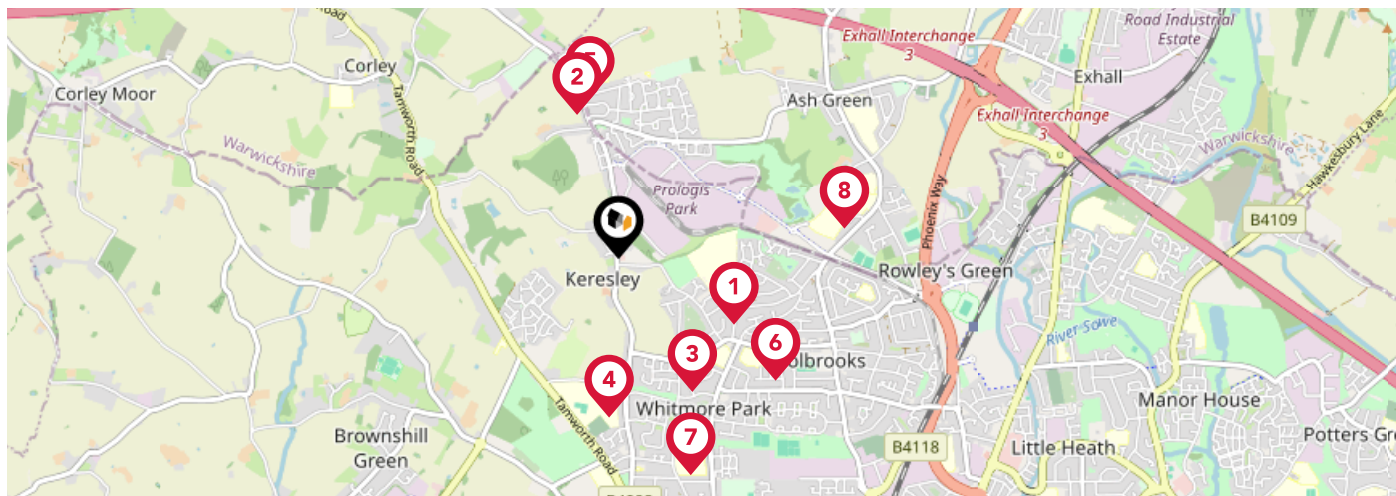 Road
Road Industrial
Estate
Exhall Interchange
3
Corley
Corley Moor
5
2
Exhall
Ash Green
Exhall Interchange
3
Tamworth Road
Warwickshire
Warwickshire
Hawkesbury Lane
Prologis
Park
8
Phoenix Way
B4109
Keresley
Rowley's Green
1
River Sowe
3
6
olbrooks
4
Whitmore Park
Manor House
Tamworth Road
7
Brownshill
Green
B4118
Little Heath
Potters Gre